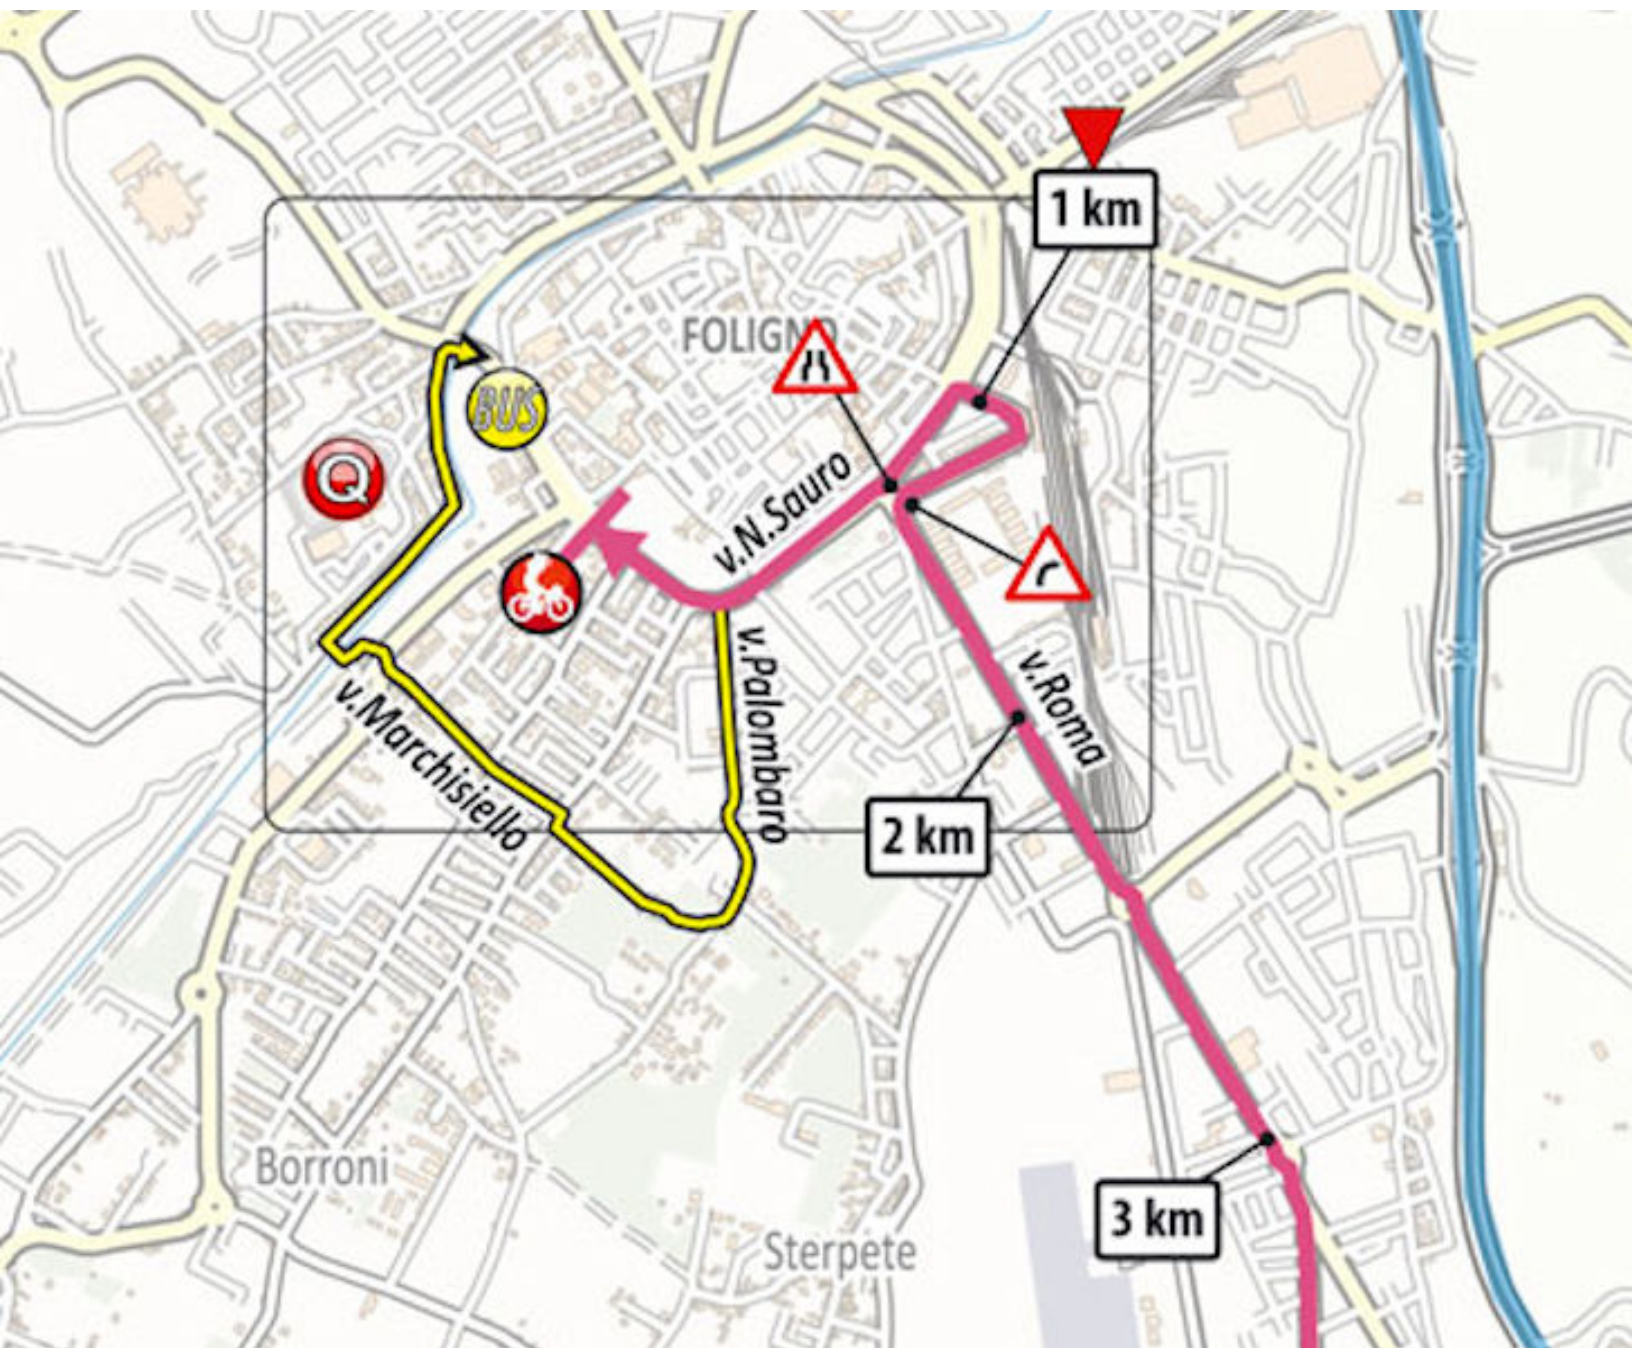 1 km
FOLIGNO
BUS
Q
v.N.Sauro
v.Palombaro
v.Roma
v.Marchisiello
2 km
Borroni
3 km
Sterpete